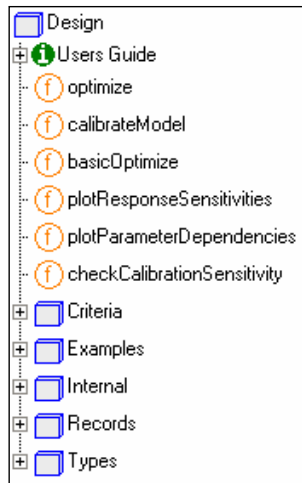 Design
Users Guide
optimize
calibrateModel
basicOptimize
plotResponseSensitivities
plotParameterDependencies
checkCalibrationSensitivity
Criteria
Examples
Internal
Records
Types